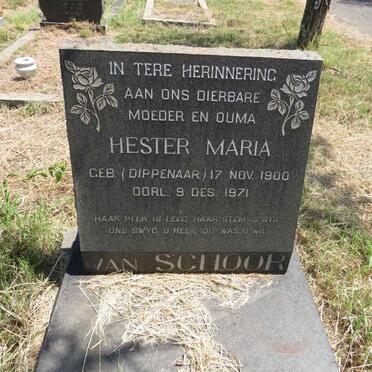 IN TERE HERINNERING
AAN ONS DIERBARE
MOEDER EN OUMA
HESTER MARIA
GEB. (DIPPENAAR) 17 NOV. 1900
OORL. 9 DES. 1971
HAAR PLEK IS LEEG, HAAR STEM IS STIL
ONS SWYG, O HEER, DIT WAS U WIL
VAN SCHOOR